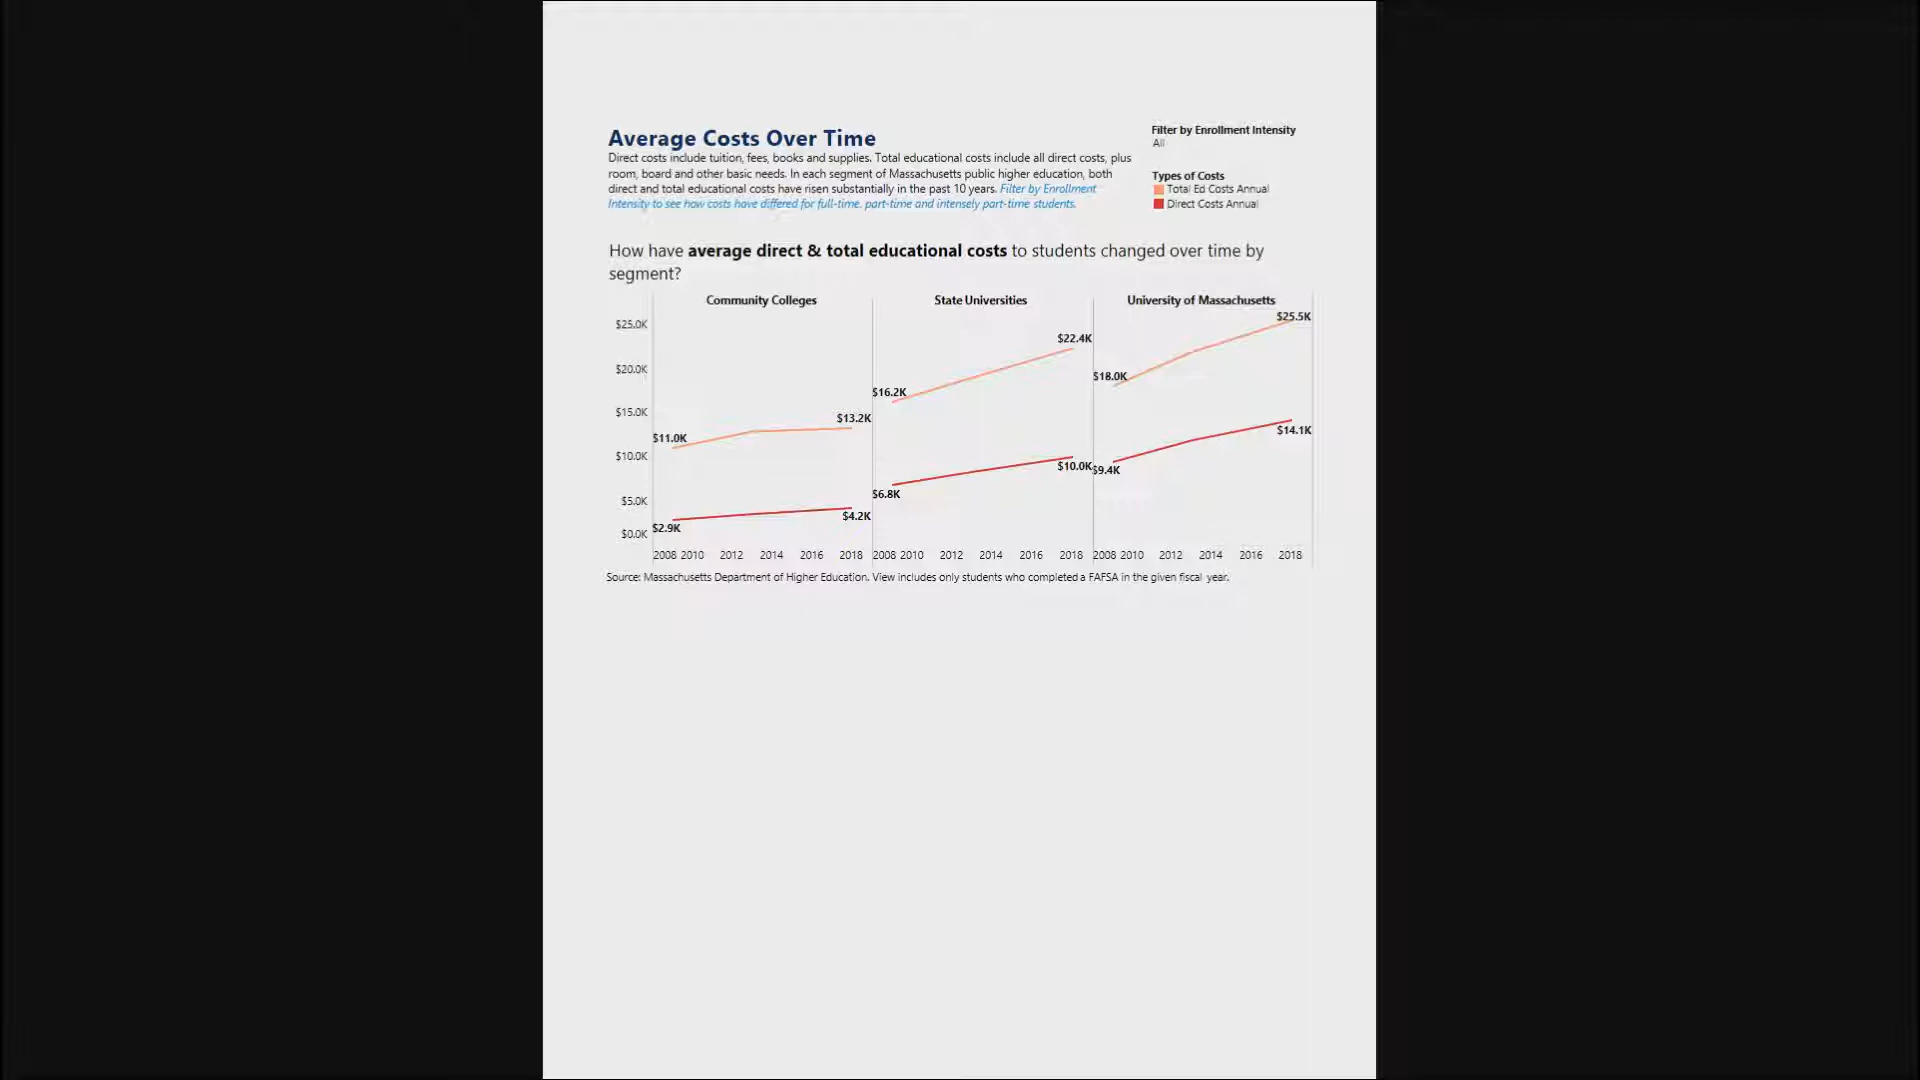 Average Costs Over Time
Direct costs include tuition, fees, books and supplies. Total educational costs include all direct costs, plus
room, board and other basic needs. In each segment of Massachusetts public higher education, both
direct and total educational costs have risen substantially in the past 10 years. Filter by Enrollment
Intensity to see how costs have differed for full-time, part-time and intensely part-time students.
Filter by Enrollment Intensity
All
Types of Costs
Total Ed Costs Annual
Direct Costs Annual
How have average direct & total educational costs to students changed over time by
segment?
Community Colleges
State Universities
University of Massachusetts
$25.0K
$20.0K
$15.0K
$10.0K
$5.0K
$0.0K
$11.0K
$13.2K
$2.9K
$4.2K
$16.2K
$22.4K
$6.8K
$10.0K
$18.0K
$25.5K
$9.4K
$14.1K
2008 2010 2012 2014 2016 2018
2008 2010 2012 2014 2016 2018
2008 2010 2012 2014 2016 2018
Source: Massachusetts Department of Higher Education. View includes only students who completed a FAFSA in the given fiscal year.